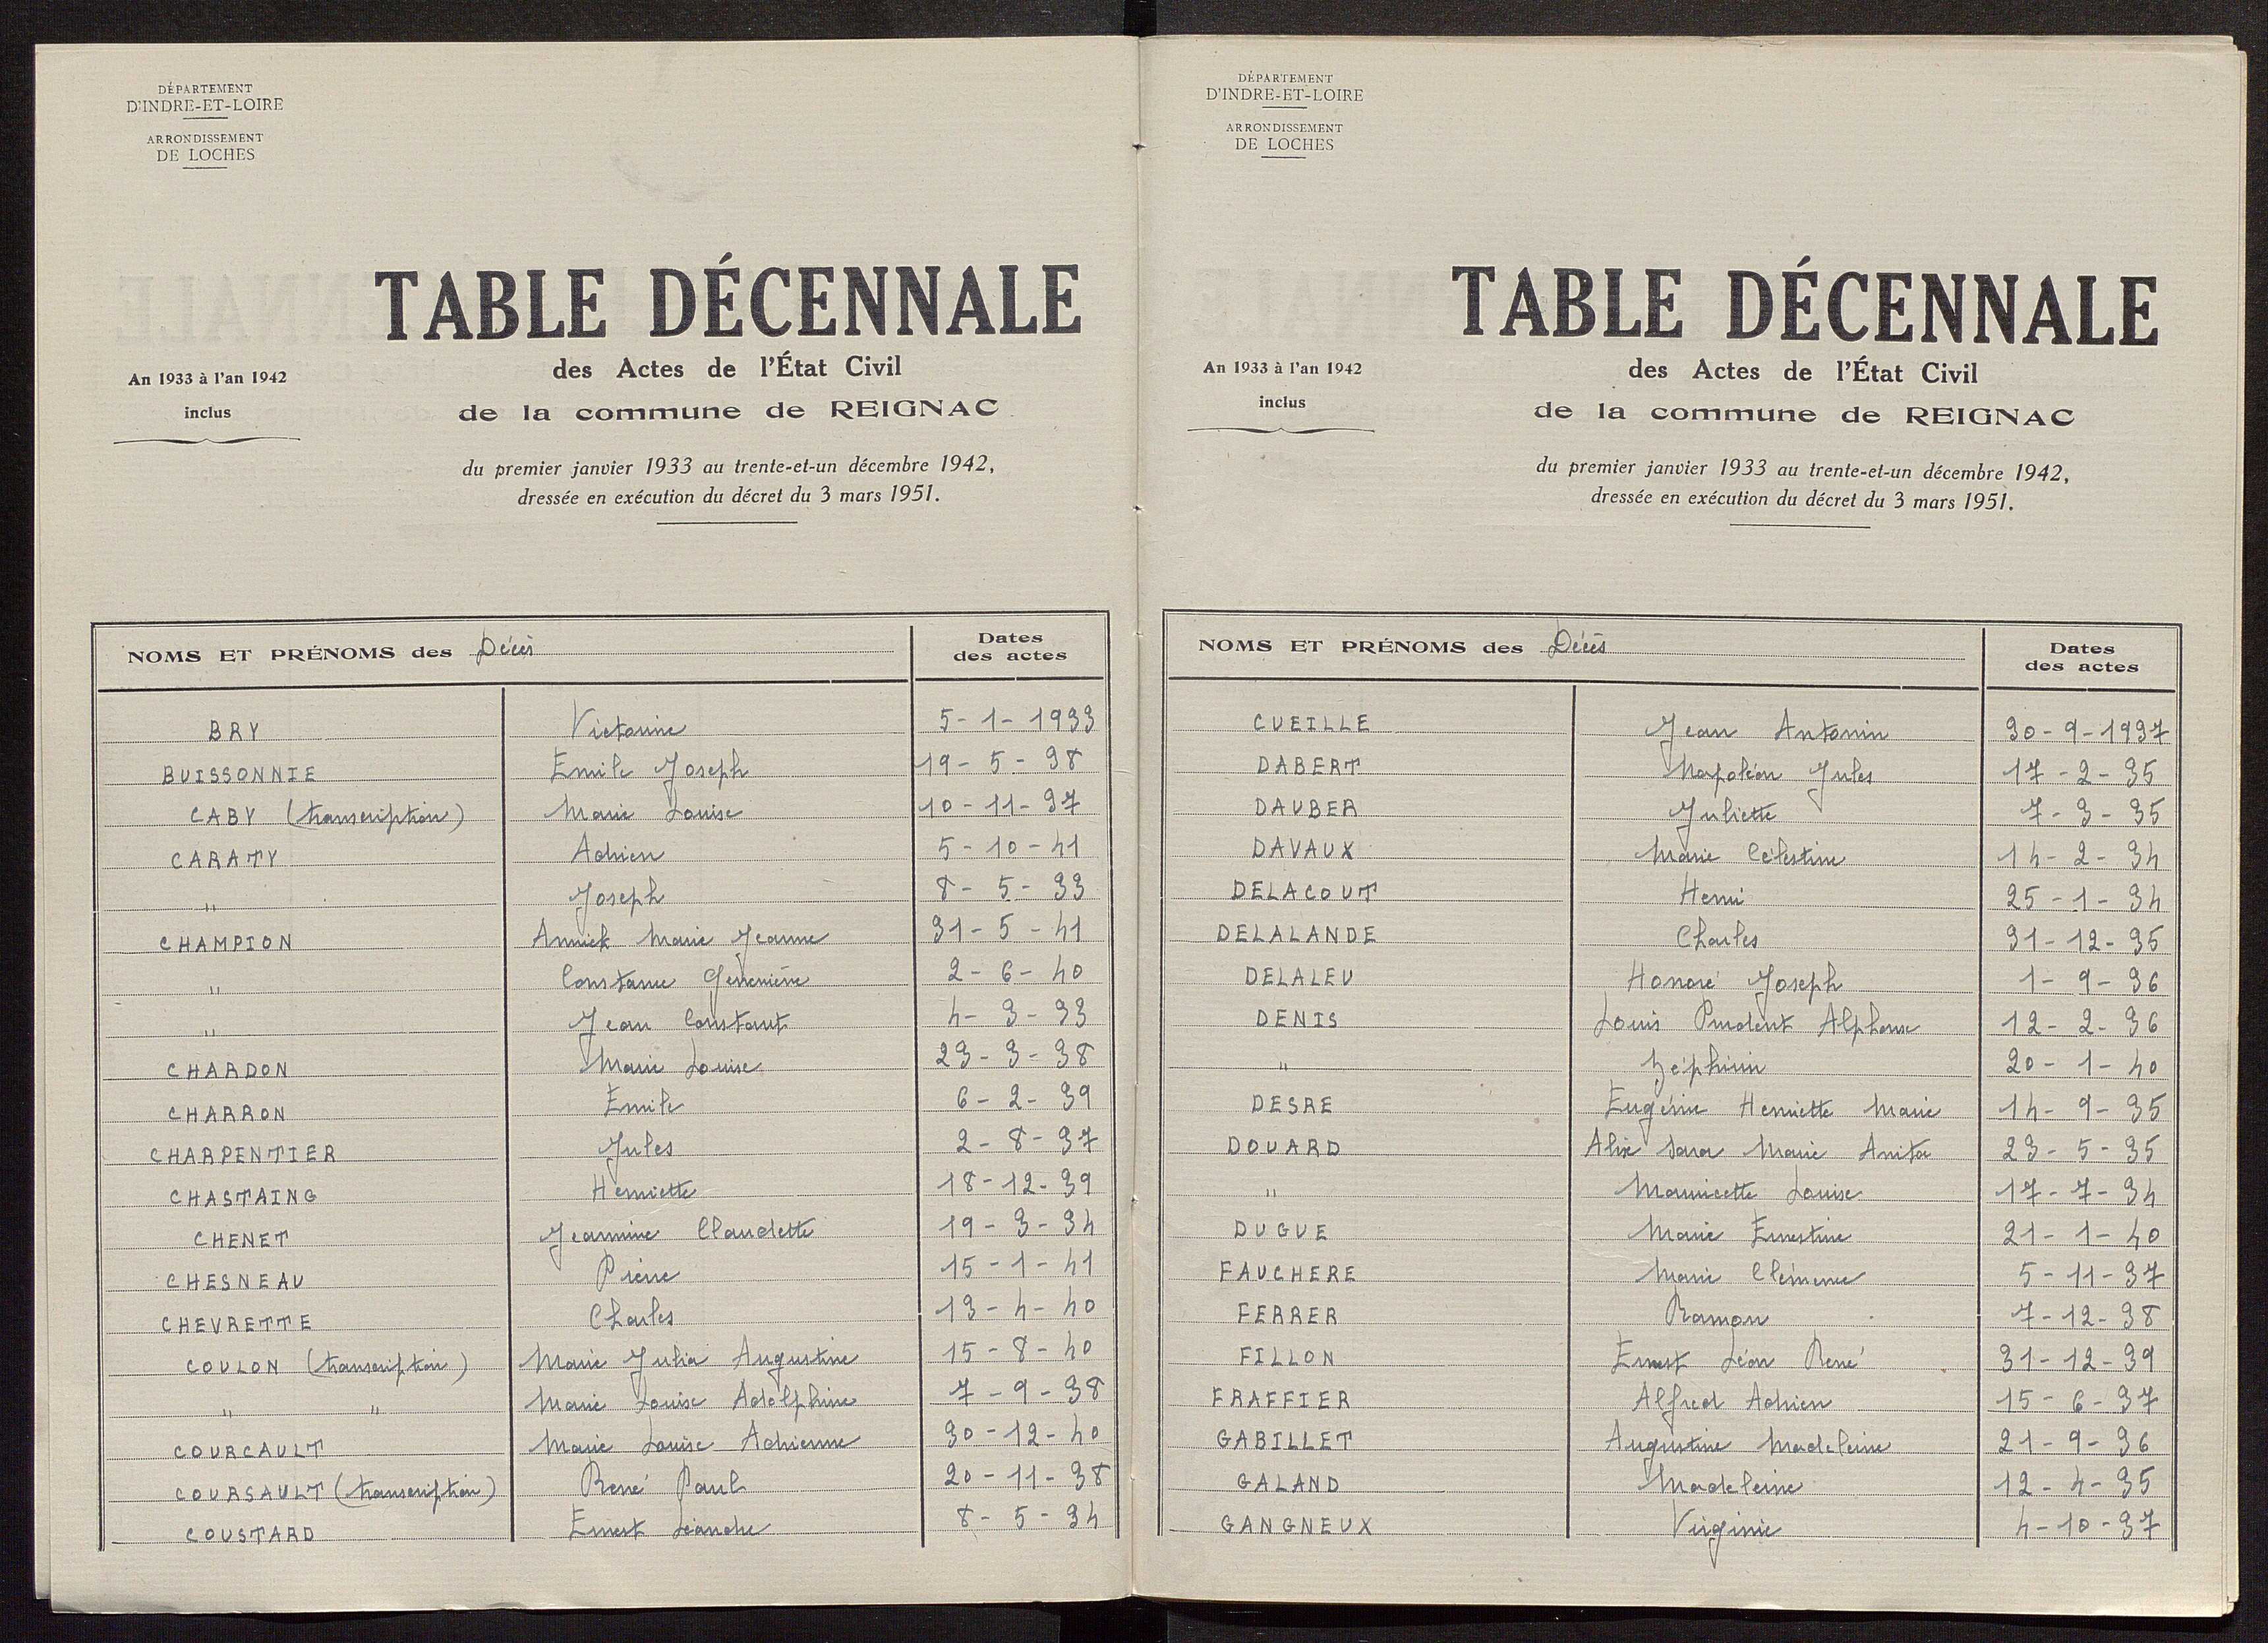 DÉPARTEMENT
D'INDRE-ET-LOIRE
ARRONDISSEMENT
DE LOCHES
TABLE DÉCENNALE
des Actes de l'État Civil
An 1933 à l'an 1942
inclus
de la commune de REIGNAC
du premier janvier 1933 au trente-et-un décembre 1942,
dressée en exécution du décret du 3 mars 1951.
NOMS ET PRÉNOMS des Décès Dates des actes
BRY Victorine 5-1-1933
BUISSONNIE Emile Joseph 19-5-38
CABY (transcription) Marie Louise 10-11-37
CARATY Adrien 5-10-41
" Joseph 8-5-33
CHAMPION Annick Marie Jeanne 31-5-41
" Constance Geneviève 2-6-40
" Jean Constant 4-3-33
CHARDON Marie Louise 23-3-38
CHARRON Emile 6-2-39
CHARPENTIER Jules 2-8-37
CHASTAING Henriette 18-12-39
CHENET Jeannine Claudette 19-3-34
CHESNEAU Pierre 15-1-41
CHEVRETTE Charles 13-4-40
COULON (transcription) Marie Julia Augustine 15-8-40
" " Marie Louise Adolphine 7-9-38
COURCAULT Marie Louise Adrienne 30-12-40
COURSAULT (transcription) René Paul 20-11-38
COUSTARD Ernest Léandre 8-5-34
DÉPARTEMENT
D'INDRE-ET-LOIRE
ARRONDISSEMENT
DE LOCHES
TABLE DÉCENNALE
des Actes de l'État Civil
An 1933 à l'an 1942
inclus
de la commune de REIGNAC
du premier janvier 1933 au trente-et-un décembre 1942,
dressée en exécution du décret du 3 mars 1951.
NOMS ET PRÉNOMS des Décès Dates des actes
CUEILLE Jean Antonin 30-9-1937
DABERT Napoléon Jules 17-2-35
DAUBER Juliette 7-3-35
DAVAUX Marie Célestine 14-2-34
DELACOUT Henri 25-1-34
DELALANDE Charles 31-12-35
DELALEU Honoré Joseph 1-9-36
DENIS Louis Prudent Alphonse 12-2-36
" Zéphirin 20-1-40
DESRE Eugénie Henriette Marie 14-9-35
DOUARD Alix Sara Marie Anita 23-5-35
" Mauricette Louise 17-7-34
DUGUE Marie Ernestine 21-1-40
FAUCHERE Marie Clémence 5-11-37
FERRER Ramon 7-12-38
FILLON Ernest Léon René 31-12-39
FRAFFIER Alfred Adrien 15-6-37
GABILLET Augustine Madeleine 21-9-36
GALAND Madeleine 12-4-35
GANGNEUX Virginie 4-10-37